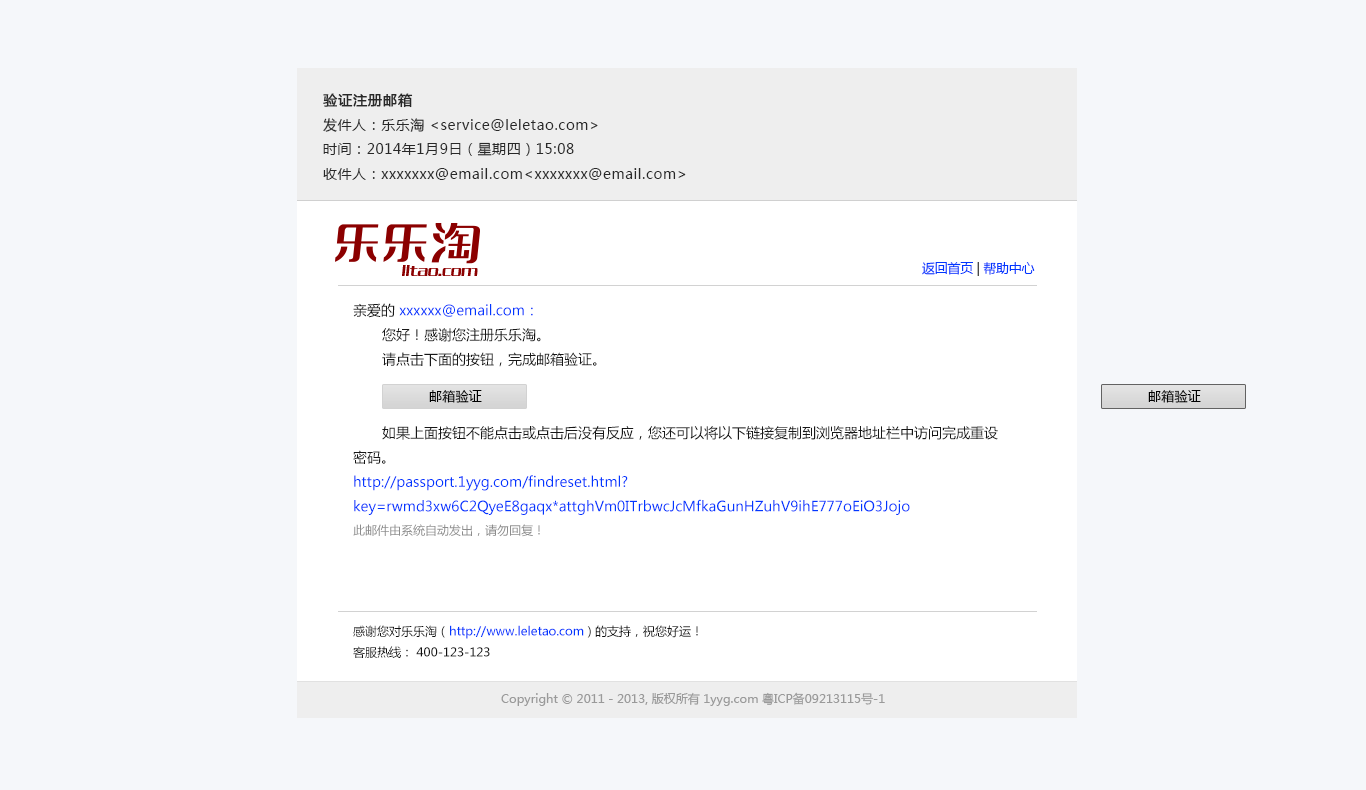 验证注册邮箱
发件人：乐乐淘 <service@leletao.com>
时间：2014年1月9日（星期四）15:08
收件人：xxxxxxx@email.com<xxxxxxx@email.com>
乐乐淘
lltao.com
返回首页 | 帮助中心
亲爱的 xxxxxx@email.com：
您好！感谢您注册乐乐淘。
请点击下面的按钮，完成邮箱验证。
邮箱验证
邮箱验证
如果上面按钮不能点击或点击后没有反应，您还可以将以下链接复制到浏览器地址栏中访问完成重设
密码。
http://passport.1yyg.com/findreset.html?
key=rwmd3xw6C2QyeE8gaqx*attghVm0ITrbwcJcMfkaGunHZuhV9ihE777oEiO3Jojo
此邮件由系统自动发出，请勿回复！
感谢您对乐乐淘（http://www.leletao.com）的支持，祝您好运！
客服热线： 400-123-123
Copyright © 2011 - 2013, 版权所有 1yyg.com 粤ICP备09213115号-1